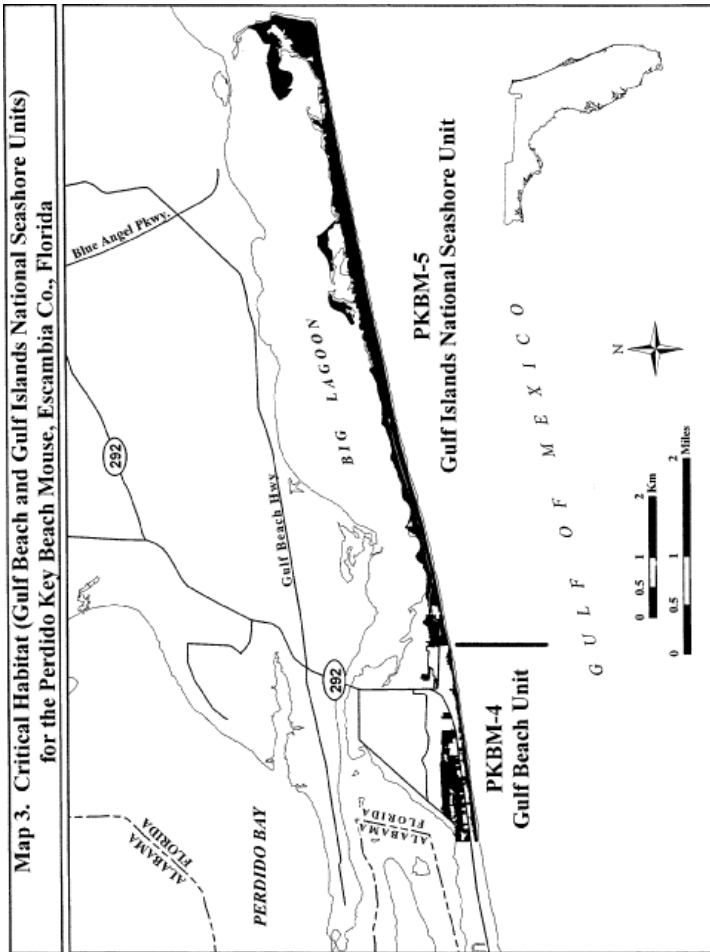 Map 3. Critical Habitat (Gulf Beach and Gulf Islands National Seashore Units)
for the Perdido Key Beach Mouse, Escambia Co., Florida
ALABAMA
FLORIDA
292
Blue Angel Pkwy.
PERDIDO BAY
Gulf Beach Hwy
292
BIG LAGOON
ALABAMA
FLORIDA
PKBM-4
Gulf Beach Unit
PKBM-5
Gulf Islands National Seashore Unit
GULF OF MEXICO
N
0 0.5 1 2
Km
0 0.5 1 2
Miles